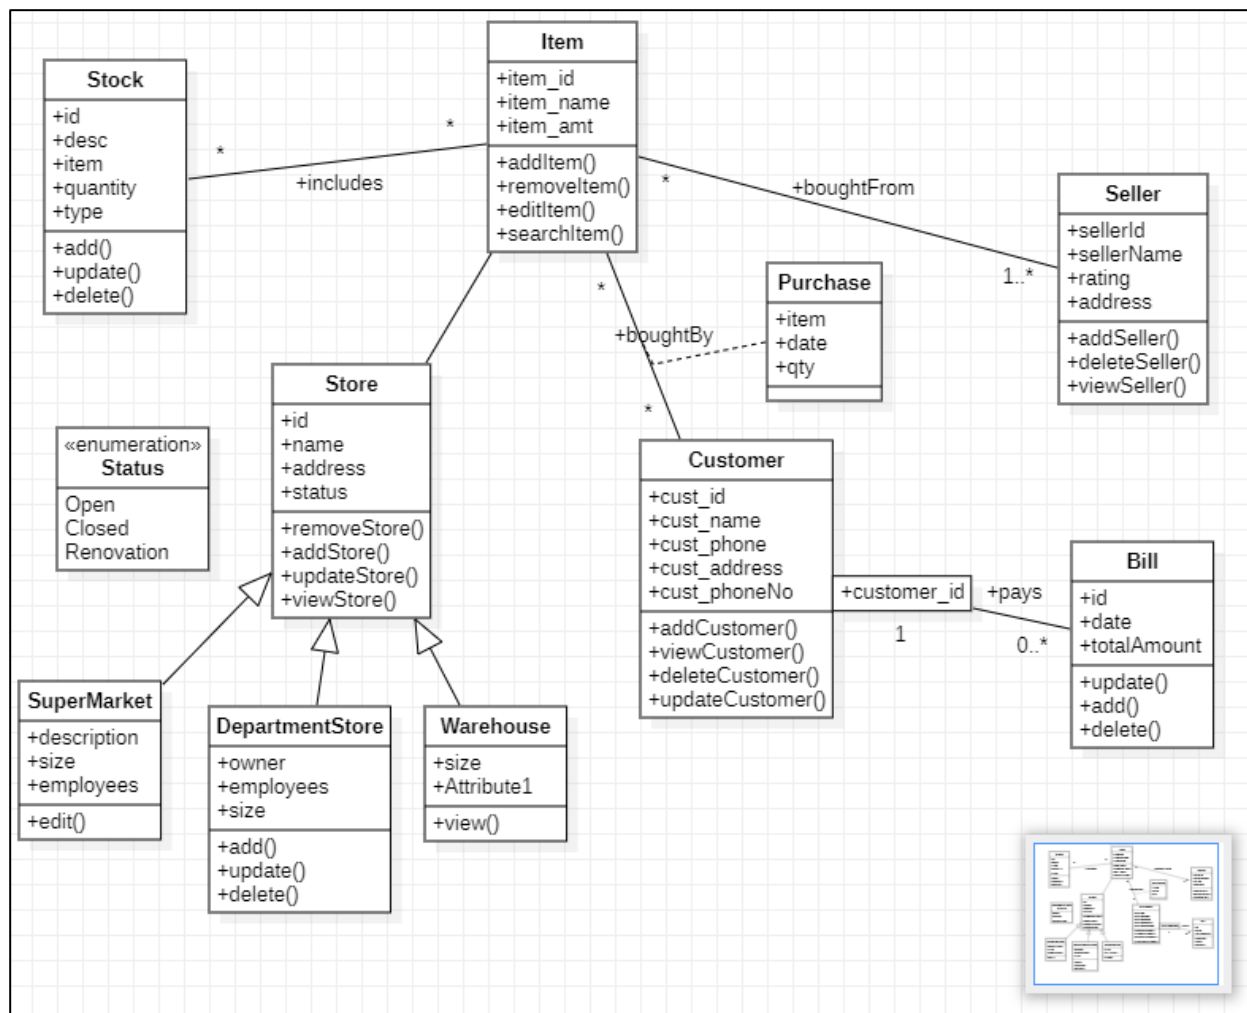 Item
+item_id
+item_name
+item_amt
+addItem()
+removeItem()
+editItem()
+searchItem()
Stock
+id
+desc
+item
+quantity
+type
+add()
+update()
+delete()
*
*
+includes
*
+boughtFrom
1..*
Seller
+sellerId
+sellerName
+rating
+address
+addSeller()
+deleteSeller()
+viewSeller()
*
+boughtBy
*
Purchase
+item
+date
+qty
Store
+id
+name
+address
+status
+removeStore()
+addStore()
+updateStore()
+viewStore()
«enumeration»
Status
Open
Closed
Renovation
Customer
+cust_id
+cust_name
+cust_phone
+cust_address
+cust_phoneNo
+addCustomer()
+viewCustomer()
+deleteCustomer()
+updateCustomer()
+customer_id
1
+pays
0..*
Bill
+id
+date
+totalAmount
+update()
+add()
+delete()
SuperMarket
+description
+size
+employees
+edit()
DepartmentStore
+owner
+employees
+size
+add()
+update()
+delete()
Warehouse
+size
+Attribute1
+view()